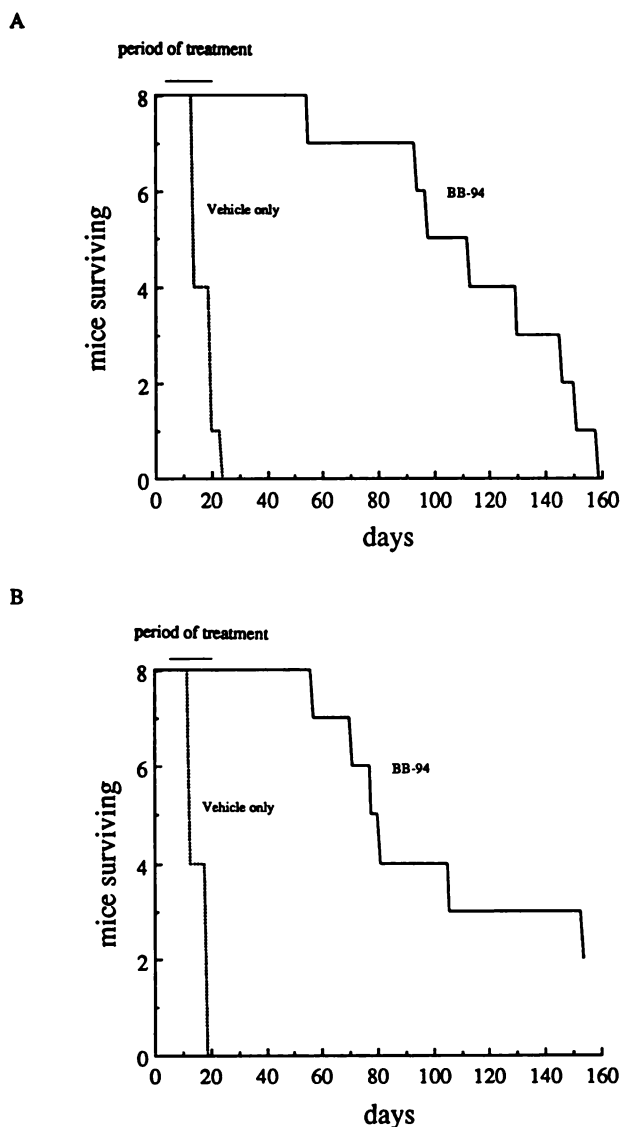 A
period of treatment
8
6
4
2
0
mice surviving
Vehicle only
BB-94
0 20 40 60 80 100 120 140 160
days
B
period of treatment
8
6
4
2
0
mice surviving
Vehicle only
BB-94
0 20 40 60 80 100 120 140 160
days